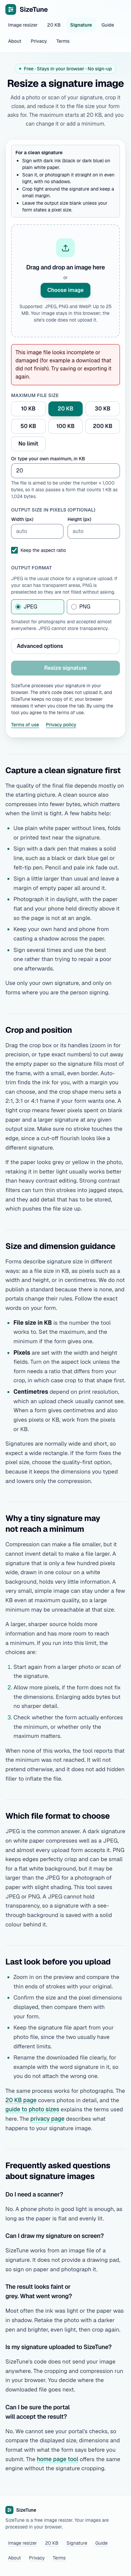 SizeTune
Image resizer 20 KB Signature Guide
About Privacy Terms
Free · Stays in your browser · No sign-up
Resize a signature image
Add a photo or scan of your signature, crop it
close, and reduce it to the file size your form
asks for. The maximum starts at 20 KB, and you
can change it or add a minimum.
For a clean signature
Sign with dark ink (black or dark blue) on
plain white paper.
Scan it, or photograph it straight on in even
light, with no shadows.
Crop tight around the signature and keep a
small margin.
Leave the output size blank unless your
form states a pixel size.
Drag and drop an image here
or
Choose image
Supported: JPEG, PNG and WebP. Up to 25
MB. Your image stays in this browser; the
site's code does not upload it.
This image file looks incomplete or
damaged (for example a download that
did not finish). Try saving or exporting it
again.
MAXIMUM FILE SIZE
10 KB 20 KB 30 KB
50 KB 100 KB 200 KB
No limit
Or type your own maximum, in KB
20
The file is aimed to be under the number × 1,000
bytes, so it also passes a form that counts 1 KB as
1,024 bytes.
OUTPUT SIZE IN PIXELS (OPTIONAL)
Width (px) Height (px)
auto auto
Keep the aspect ratio
OUTPUT FORMAT
JPEG is the usual choice for a signature upload. If
your scan has transparent areas, PNG is
preselected so they are not filled without asking.
JPEG PNG
Smallest for photographs and accepted almost
everywhere. JPEG cannot store transparency.
Advanced options
Resize signature
SizeTune processes your signature in your
browser. The site's code does not upload it, and
SizeTune keeps no copy of it; your browser
releases it when you close the tab. By using the
tool you agree to the terms of use.
Terms of use Privacy policy
Capture a clean signature first
The quality of the final file depends mostly on
the starting picture. A clean source also
compresses better than a noisy one, because
there are fewer greys to store, which matters
when the limit is tight. A few habits help:
Use plain white paper without lines, folds
or printed text near the signature.
Sign with a dark pen that makes a solid
line, such as a black or dark blue gel or
felt-tip pen. Pencil and pale ink fade out.
Sign a little larger than usual and leave a
margin of empty paper all around it.
Photograph it in daylight, with the paper
flat and your phone held directly above it
so the page is not at an angle.
Keep your own hand and phone from
casting a shadow across the paper.
Sign several times and use the best
one rather than trying to repair a poor
one afterwards.
Use only your own signature, and only on
forms where you are the person signing.
Crop and position
Drag the crop box or its handles (zoom in for
precision, or type exact numbers) to cut away
the empty paper so the signature fills most of
the frame, with a small, even border. Auto-
trim finds the ink for you, with a margin you
can change. If the form wants a set shape, pick
2:1, 3:1 or 4:1 frame if your form wants one. A
tight crop means fewer pixels spent on blank
paper and a larger signature at any given
output size. Do not crop into the strokes,
since a cut-off flourish looks like a
different signature.
If the paper looks grey or yellow in the photo,
retaking it in better light usually works better
than heavy contrast editing. Strong threshold
filters can turn thin strokes into jagged steps,
which pushes the file size up.
Size and dimension guidance
Forms describe signature size in different
ways: as a file size in KB, as pixels such as a
width and height, or in centimetres. We do not
publish a standard because there is none, and
portals change their rules. Follow the exact
words on your form.
File size in KB is the number the tool
works to. Set the maximum, and the
minimum if the form gives one.
Pixels are set with the width and height
fields. Turn on the aspect lock unless the
form needs a ratio that differs from your
crop, in which case check the shape first.
Centimetres depend on print resolution,
which an upload form usually cannot see.
When a form gives centimetres and also
gives pixels or KB, work from the pixels
or KB.
Signatures are normally wide and short, so
expect a wide rectangle. If the form fixes the
pixel size, choose the quality-first option,
because it keeps the dimensions you typed
and lowers only the compression.
Why a tiny signature may
not reach a minimum
Compression can make a file smaller, but it
cannot invent detail to make a file larger. A
signature that is only a few hundred pixels
wide, drawn in one colour on a white
background, holds very little information. A
small, simple image can stay under a few KB
even at maximum quality, so a large
minimum may be unreachable at that size.
A larger, sharper source holds more
information and has more room to reach
a minimum. If you run into this limit, the
choices are:
1. Start again from a larger photo or scan of
the signature.
2. Allow more pixels, if the form does not fix
the dimensions. Enlarging adds bytes but
no sharper detail.
3. Check whether the form actually enforces
the minimum, or whether only the
maximum matters.
When none of this works, the tool reports that
the minimum was not reached. It will not
pretend otherwise, and it does not add hidden
filler to inflate the file.
Which file format to choose
JPEG is the common answer. A dark signature
on white compresses well as a JPEG,
and almost every upload form accepts it. PNG
keeps edges perfectly crisp and can be small
for a flat black-on-white image, but it may be
larger than the JPEG for a photograph of
paper with slight shading. This tool saves
JPEG or PNG. A JPEG cannot hold
transparency, so a signature with a see-
through background is saved with a solid
colour behind it.
Last look before you upload
Zoom in on the preview and compare the
thin ends of strokes with your original.
Confirm the size and the pixel dimensions
displayed, then compare them with
your form.
Keep the signature file apart from your
photo file, since the two usually have
different limits.
Rename the downloaded file clearly, for
example with the word signature in it, so
you do not attach the wrong one.
The same process works for photographs. The
20 KB page covers photos in detail, and the
guide to photo sizes explains the terms used
here. The privacy page describes what
happens to your signature image.
Frequently asked questions
about signature images
Do I need a scanner?
No. A phone photo in good light is enough, as
long as the paper is flat and evenly lit.
Can I draw my signature on screen?
SizeTune works from an image file of a
signature. It does not provide a drawing pad,
so sign on paper and photograph it.
The result looks faint or
grey. What went wrong?
Most often the ink was light or the paper was
in shadow. Retake the photo with a darker
pen and brighter, even light, then crop again.
Is my signature uploaded to SizeTune?
SizeTune's code does not send your image
anywhere. The cropping and compression run
in your browser. You decide where the
downloaded file goes next.
Can I be sure the portal
will accept the result?
No. We cannot see your portal's checks, so
compare the displayed size, dimensions and
format with what the form says before you
submit. The home page tool offers the same
engine without the signature cropping.
SizeTune
SizeTune is a free image resizer. Your images are
processed in your browser.
Image resizer 20 KB Signature Guide
About Privacy Terms